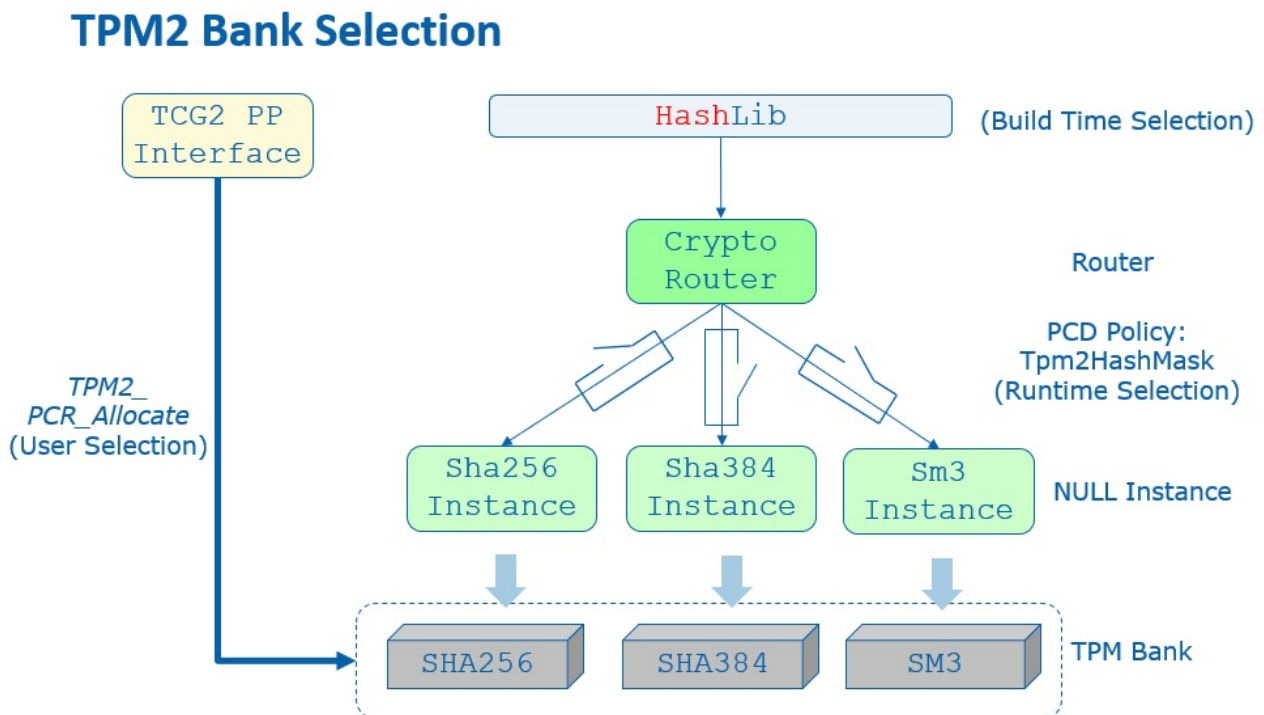 TPM2 Bank Selection
TCG2 PP
Interface
HashLib
(Build Time Selection)
Crypto
Router
Router
PCD Policy:
Tpm2HashMask
(Runtime Selection)
TPM2_
PCR_Allocate
(User Selection)
Sha256
Instance
Sha384
Instance
Sm3
Instance
NULL Instance
SHA256
SHA384
SM3
TPM Bank